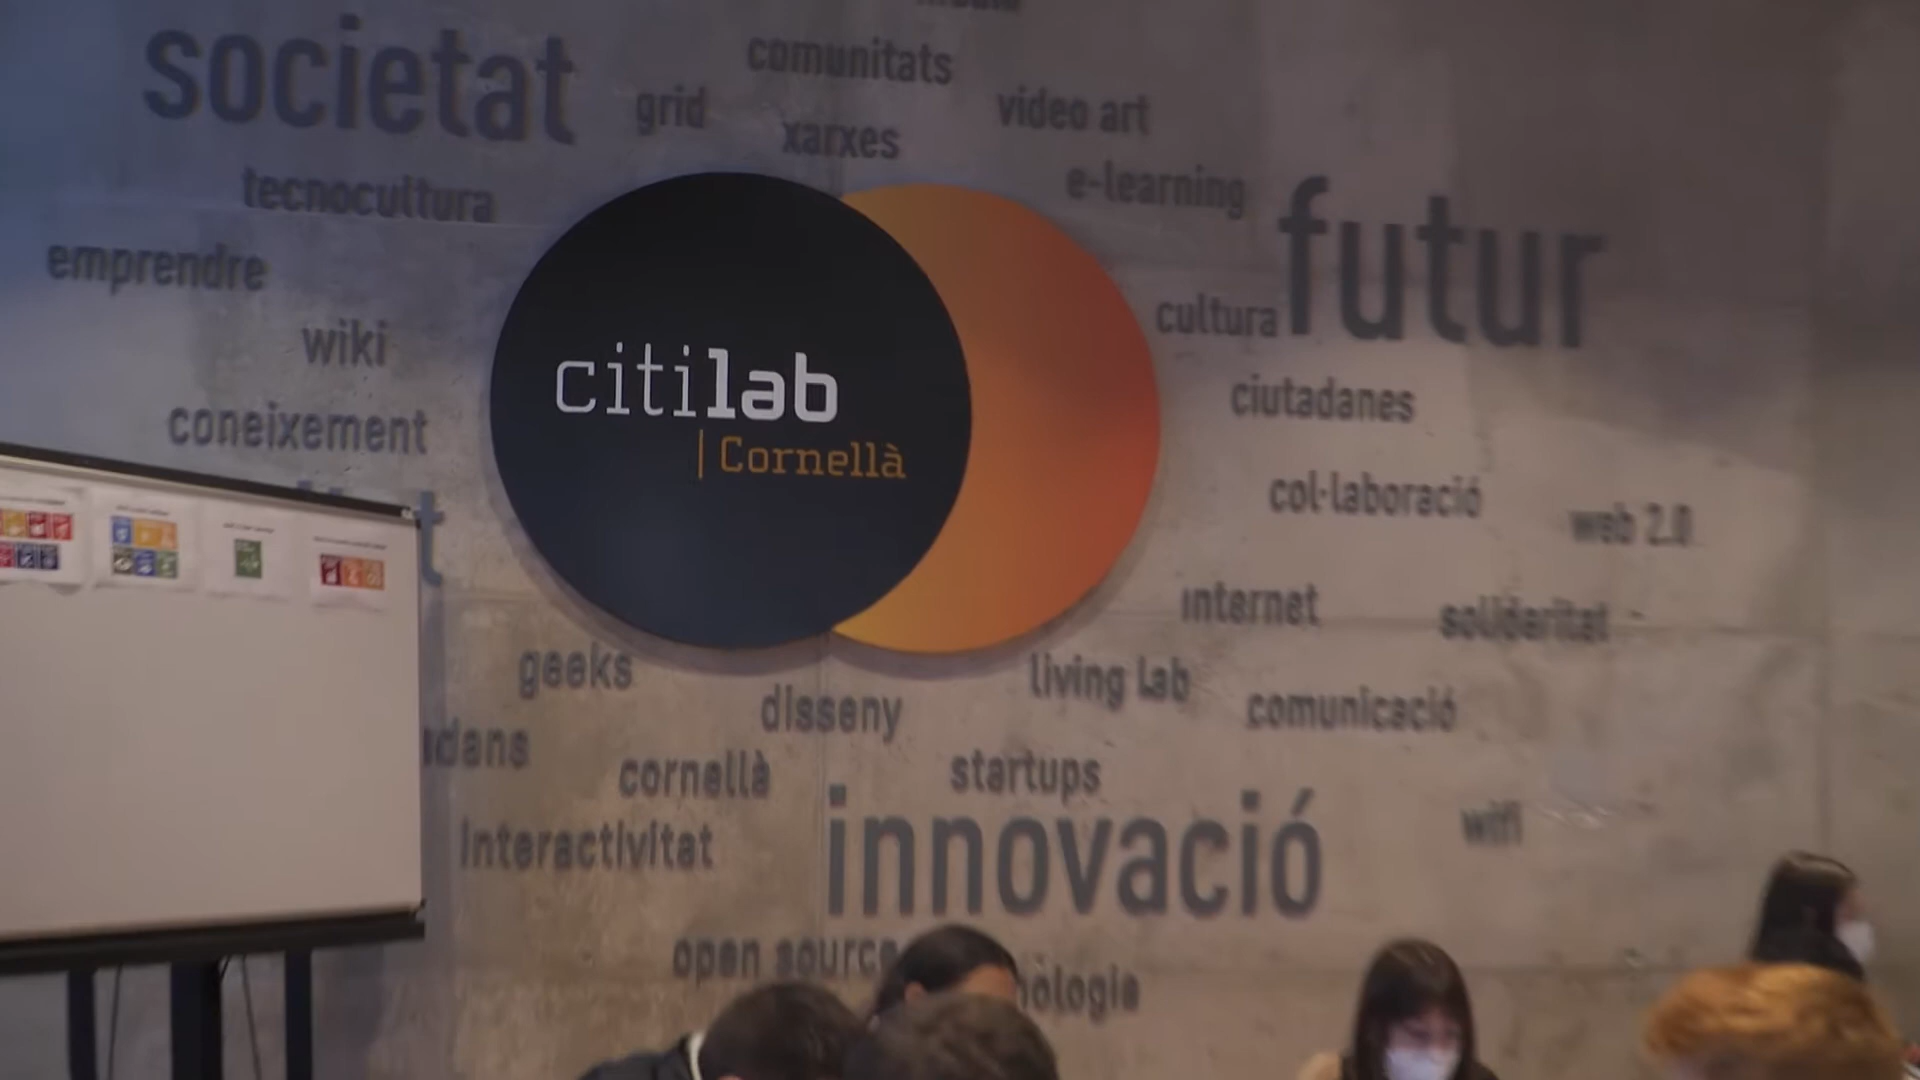 societat
comunitats
grid
video art
xarxes
tecnocultura
e-learning
futur
emprendre
cultura
wiki
citilab
| Cornellà
ciutadanes
coneixement
col·laboració
web 2.0
internet
solidaritat
geeks
living lab
disseny
comunicació
cornellà
startups
interactivitat
innovació
wifi
open source